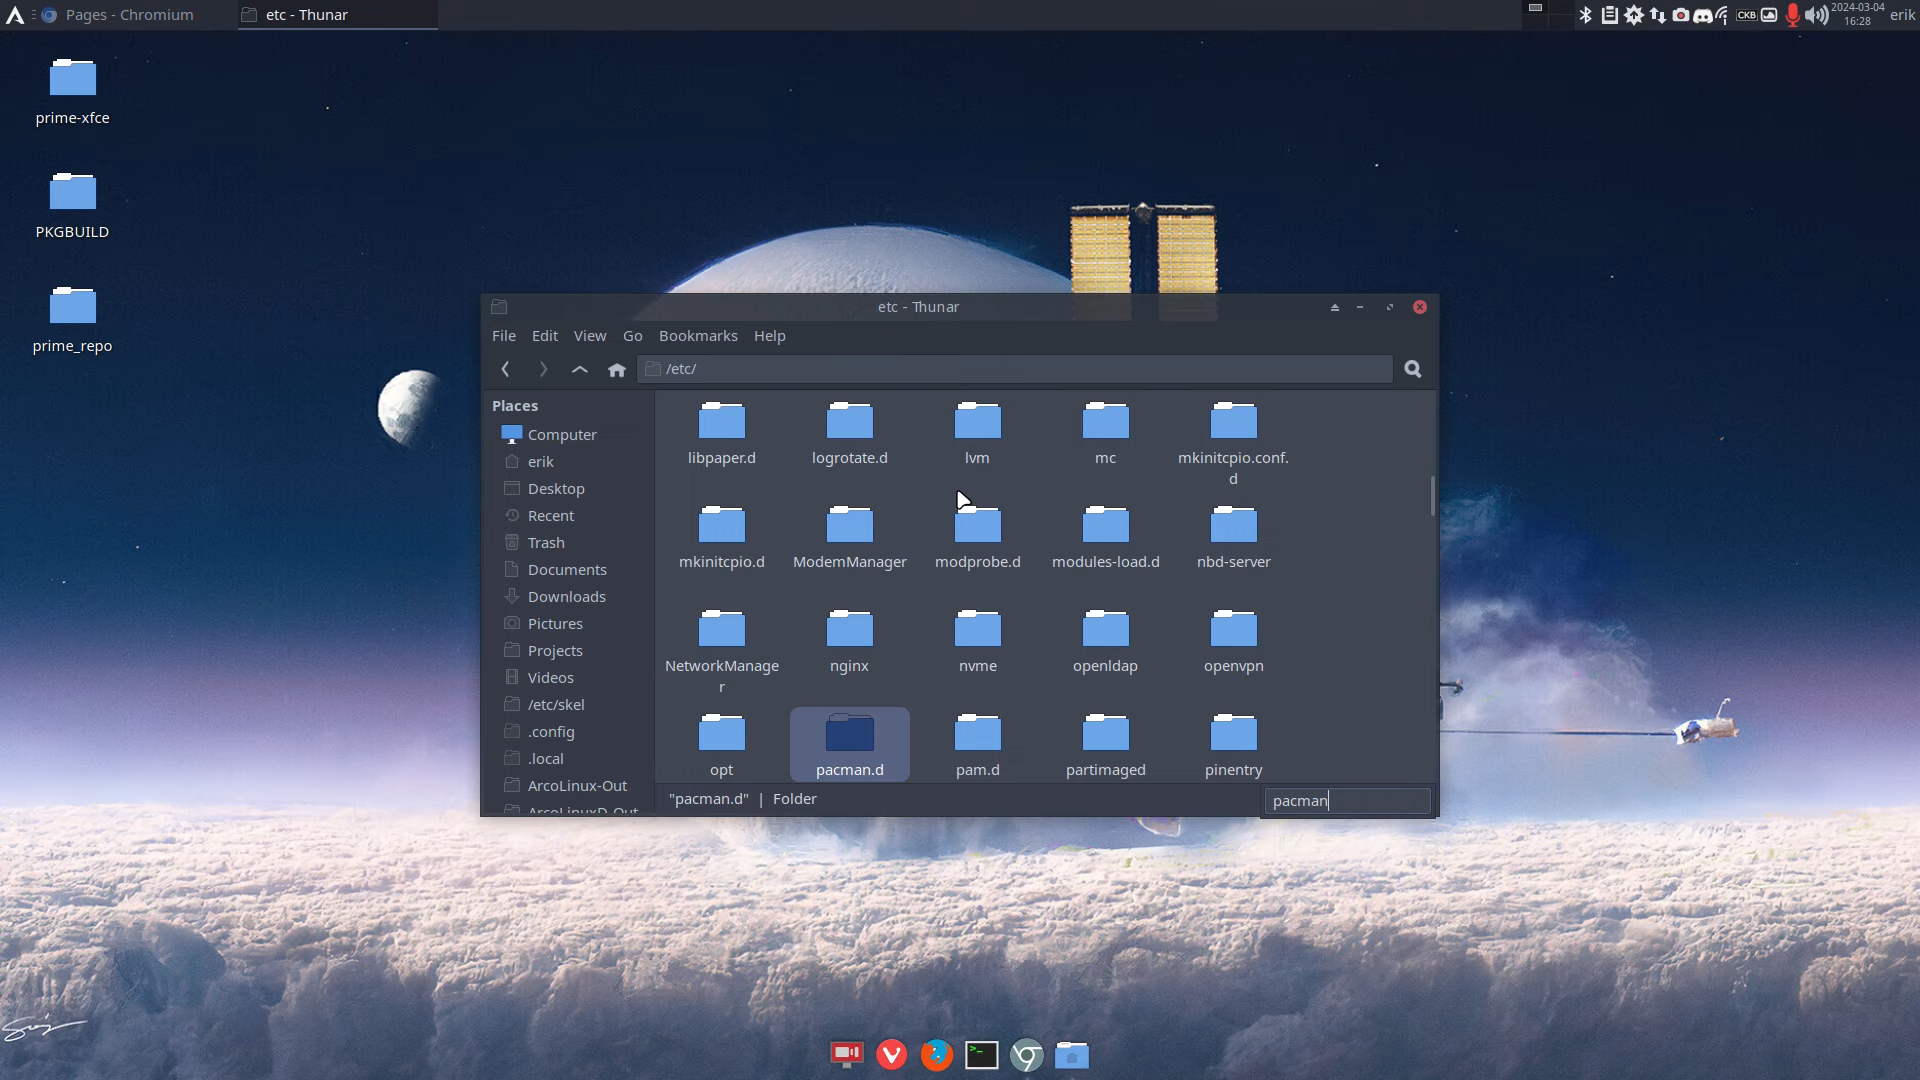 Pages - Chromium
etc - Thunar
CKB
2024-03-04
16:28
erik
prime-xfce
PKGBUILD
prime_repo
etc - Thunar
File Edit View Go Bookmarks Help
/etc/
Places
Computer
erik
Desktop
Recent
Trash
Documents
Downloads
Pictures
Projects
Videos
/etc/skel
.config
.local
ArcoLinux-Out
ArcoLinuxD-Out
libpaper.d
logrotate.d
lvm
mc
mkinitcpio.conf.
d
mkinitcpio.d
ModemManager
modprobe.d
modules-load.d
nbd-server
NetworkManage
r
nginx
nvme
openldap
openvpn
opt
pacman.d
pam.d
partimaged
pinentry
"pacman.d" | Folder
pacman